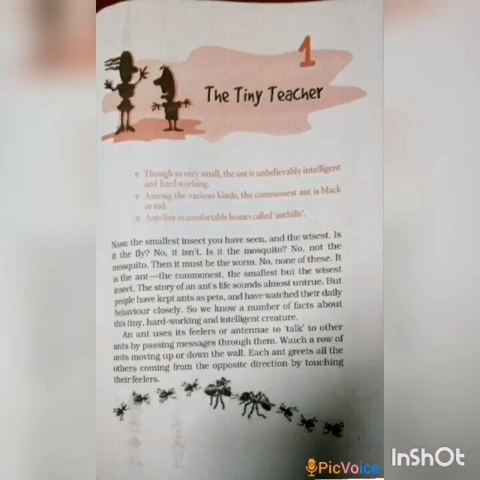 1
The Tiny Teacher
Though so very small, the ant is unbelievably intelligent
and hard-working.
Among the various kinds, the commonest ant is black
or red.
Ants live in comfortable homes called 'anthills'.
NAME the smallest insect you have seen, and the wisest. Is
it the fly? No, it isn't. Is it the mosquito? No, not the
mosquito. Then it must be the worm. No, none of these. It
is the ant—the commonest, the smallest but the wisest
insect. The story of an ant's life sounds almost untrue. But
people have kept ants as pets, and have watched their daily
behaviour closely. So we know a number of facts about
this tiny, hard-working and intelligent creature.
An ant uses its feelers or antennae to 'talk' to other
ants by passing messages through them. Watch a row of
ants moving up or down the wall. Each ant greets all the
others coming from the opposite direction by touching
their feelers.
PicVoice
InShOt